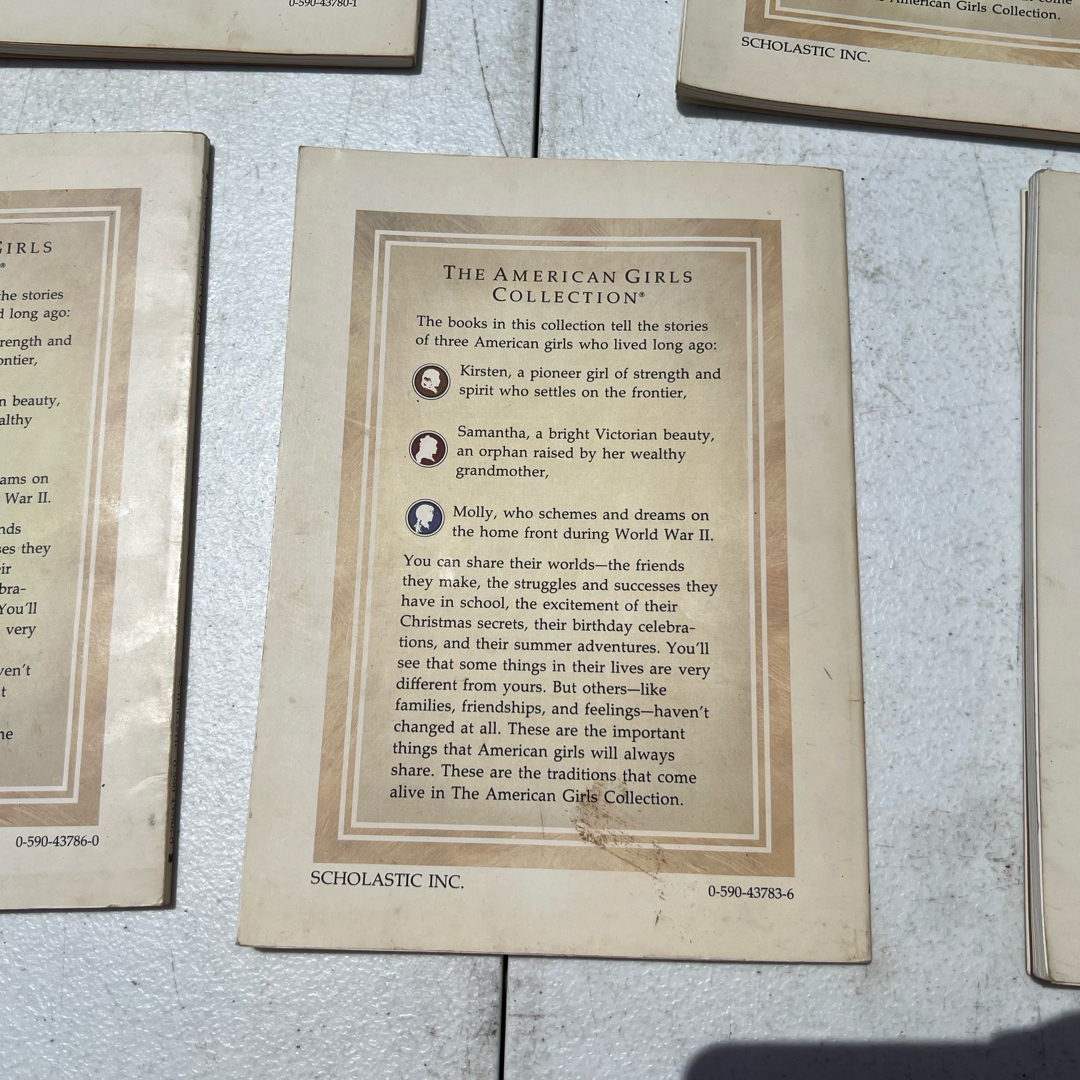 0-590-43780-1
American Girls Collection.
SCHOLASTIC INC.
GIRLS
®
the stories
long ago:
rength and
ontier,
beauty,
althy
ams on
War II.
nds
ses they
eir
bra-
You'll
very
ven't
t
me
0-590-43786-0
THE AMERICAN GIRLS
COLLECTION®
The books in this collection tell the stories
of three American girls who lived long ago:
Kirsten, a pioneer girl of strength and
spirit who settles on the frontier,
Samantha, a bright Victorian beauty,
an orphan raised by her wealthy
grandmother,
Molly, who schemes and dreams on
the home front during World War II.
You can share their worlds—the friends
they make, the struggles and successes they
have in school, the excitement of their
Christmas secrets, their birthday celebra-
tions, and their summer adventures. You'll
see that some things in their lives are very
different from yours. But others—like
families, friendships, and feelings—haven't
changed at all. These are the important
things that American girls will always
share. These are the traditions that come
alive in The American Girls Collection.
SCHOLASTIC INC.
0-590-43783-6